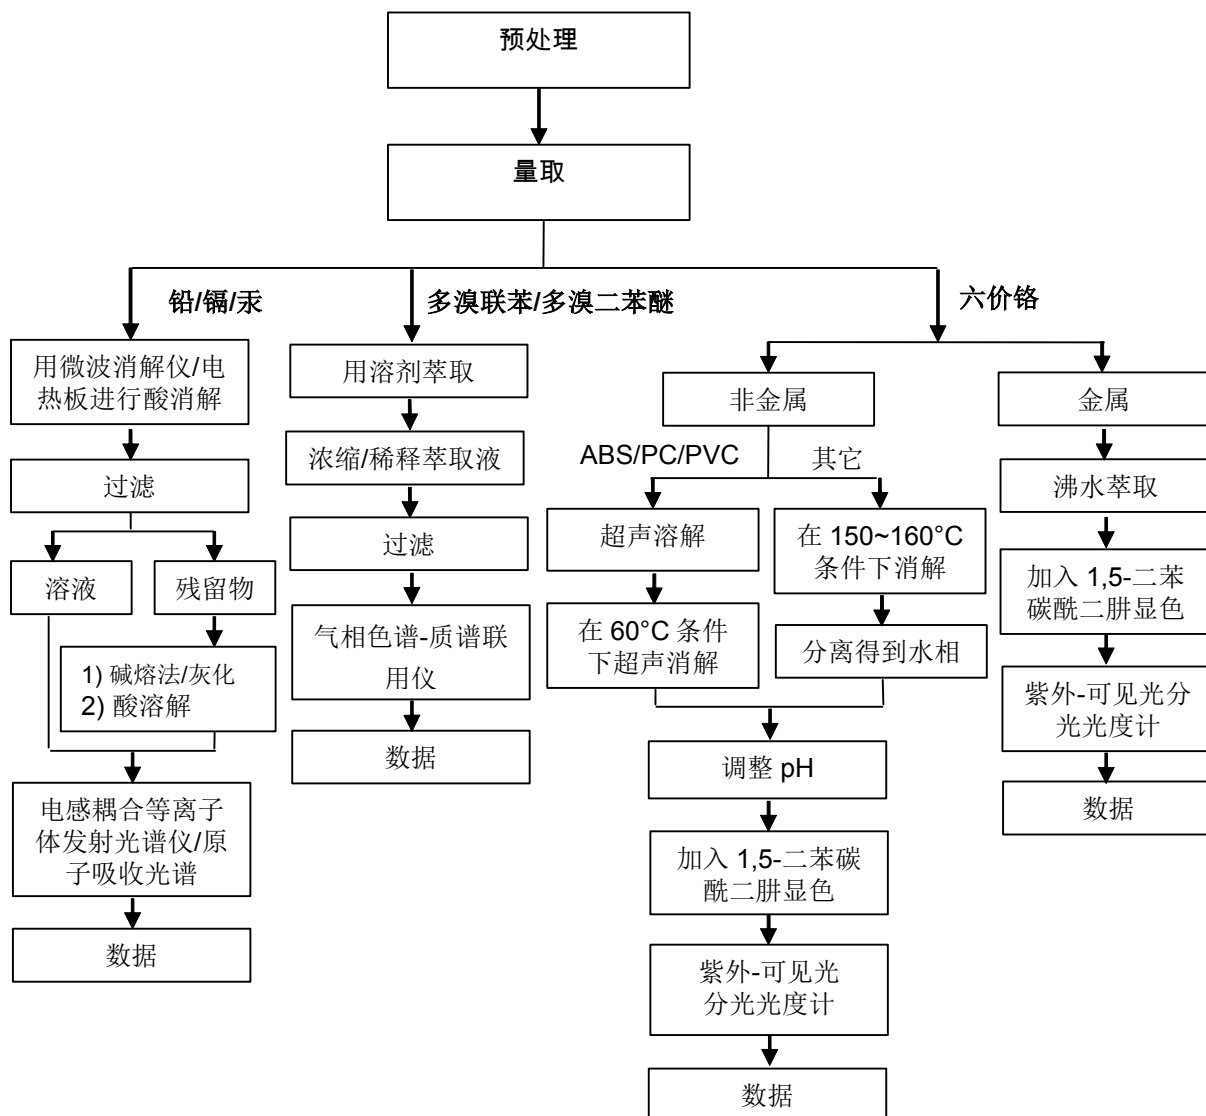 预处理
量取
铅/镉/汞
用微波消解仪/电
热板进行酸消解
过滤
溶液
残留物
1) 碱熔法/灰化
2) 酸溶解
电感耦合等离子
体发射光谱仪/原
子吸收光谱
数据
多溴联苯/多溴二苯醚
用溶剂萃取
浓缩/稀释萃取液
过滤
气相色谱-质谱联
用仪
数据
六价铬
非金属
ABS/PC/PVC
其它
超声溶解
在 60°C 条件
下超声消解
在 150~160°C
条件下消解
分离得到水相
调整 pH
加入 1,5-二苯碳
酰二肼显色
紫外-可见光
分光光度计
数据
金属
沸水萃取
加入 1,5-二苯
碳酰二肼显色
紫外-可见光分
光光度计
数据